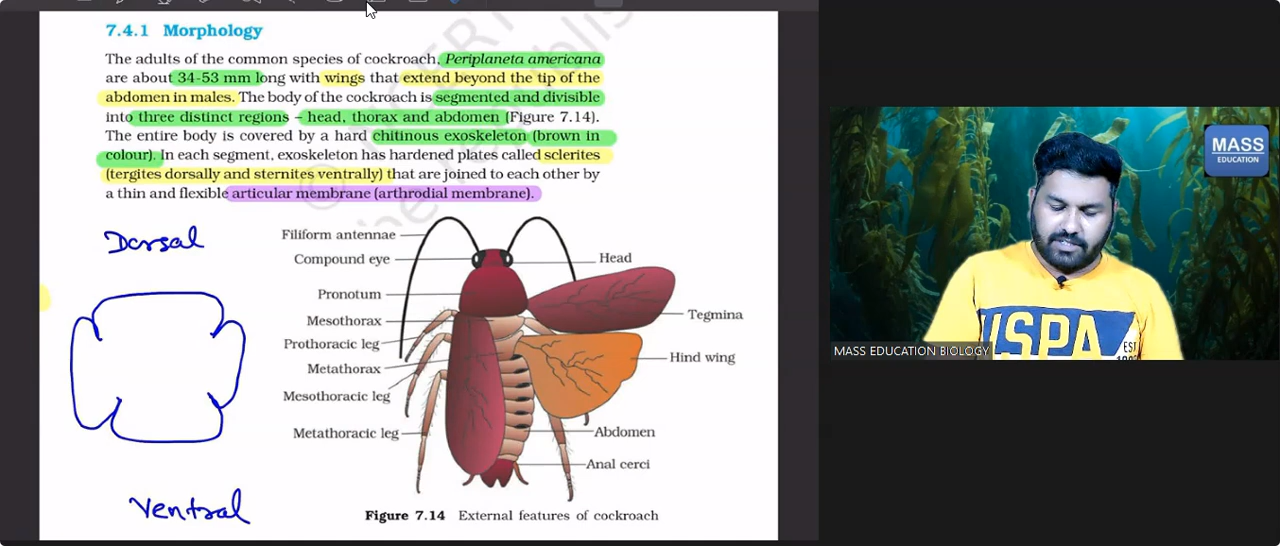 7.4.1 Morphology
The adults of the common species of cockroach, Periplaneta americana
are about 34-53 mm long with wings that extend beyond the tip of the
abdomen in males. The body of the cockroach is segmented and divisible
into three distinct regions – head, thorax and abdomen (Figure 7.14).
The entire body is covered by a hard chitinous exoskeleton (brown in
colour). In each segment, exoskeleton has hardened plates called sclerites
(tergites dorsally and sternites ventrally) that are joined to each other by
a thin and flexible articular membrane (arthrodial membrane).
Dorsal
Filiform antennae
Compound eye
Head
Pronotum
Tegmina
Mesothorax
Prothoracic leg
Hind wing
Metathorax
Mesothoracic leg
Metathoracic leg
Abdomen
Anal cerci
Ventral
Figure 7.14 External features of cockroach
MASS
EDUCATION
USPA
EST
MASS EDUCATION BIOLOGY